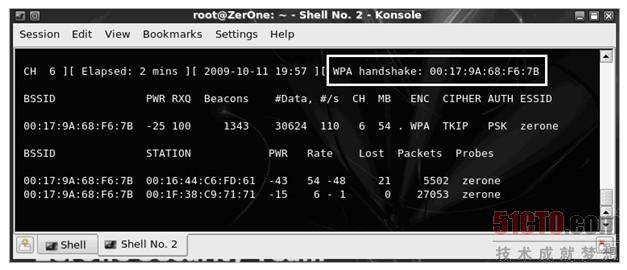 root@ZerOne: ~ - Shell No. 2 - Konsole
Session Edit View Bookmarks Settings Help
CH 6 ][ Elapsed: 2 mins ][ 2009-10-11 19:57 ][ WPA handshake: 00:17:9A:68:F6:7B
BSSID PWR RXQ Beacons #Data, #/s CH MB ENC CIPHER AUTH ESSID
00:17:9A:68:F6:7B -25 100 1343 30624 110 6 54 . WPA TKIP PSK zerone
BSSID STATION PWR Rate Lost Packets Probes
00:17:9A:68:F6:7B 00:16:44:C6:FD:61 -43 54 -48 21 5502 zerone
00:17:9A:68:F6:7B 00:1F:38:C9:71:71 -15 6 - 1 0 27053 zerone
51CTO.com
Shell Shell No. 2
技术成就梦想